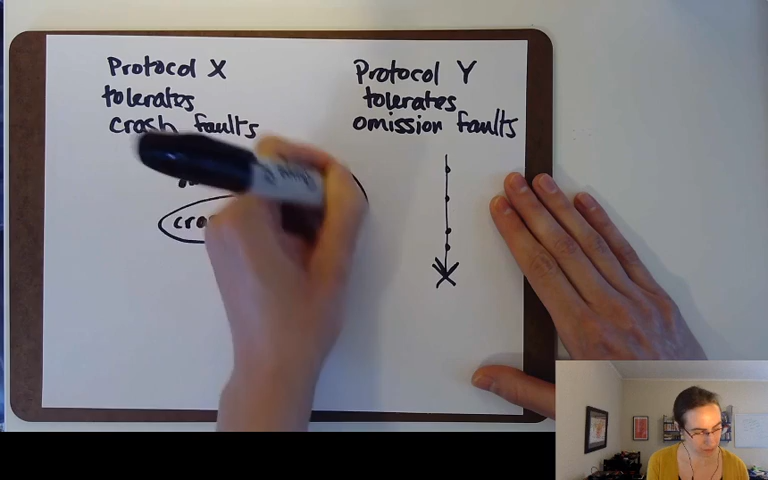 Protocol X
tolerates
crash faults
Protocol Y
tolerates
omission faults